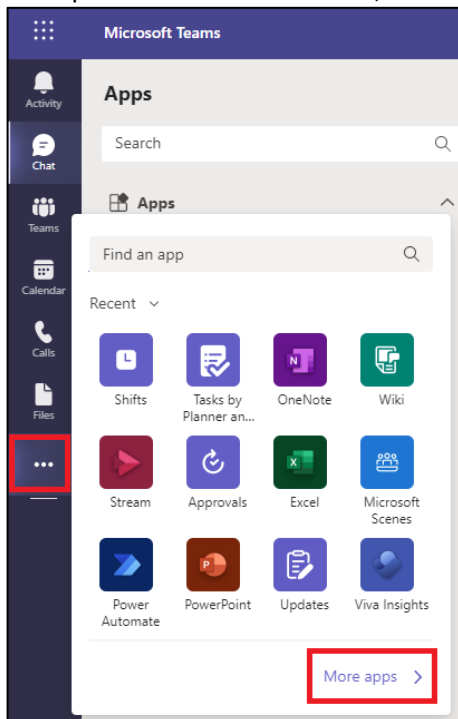 Microsoft Teams
Activity
Chat
Teams
Calendar
Calls
Files
Apps
Search
Apps
Find an app
Recent
Shifts
Tasks by
Planner an...
OneNote
Wiki
Stream
Approvals
Excel
Microsoft
Scenes
Power
Automate
PowerPoint
Updates
Viva Insights
More apps